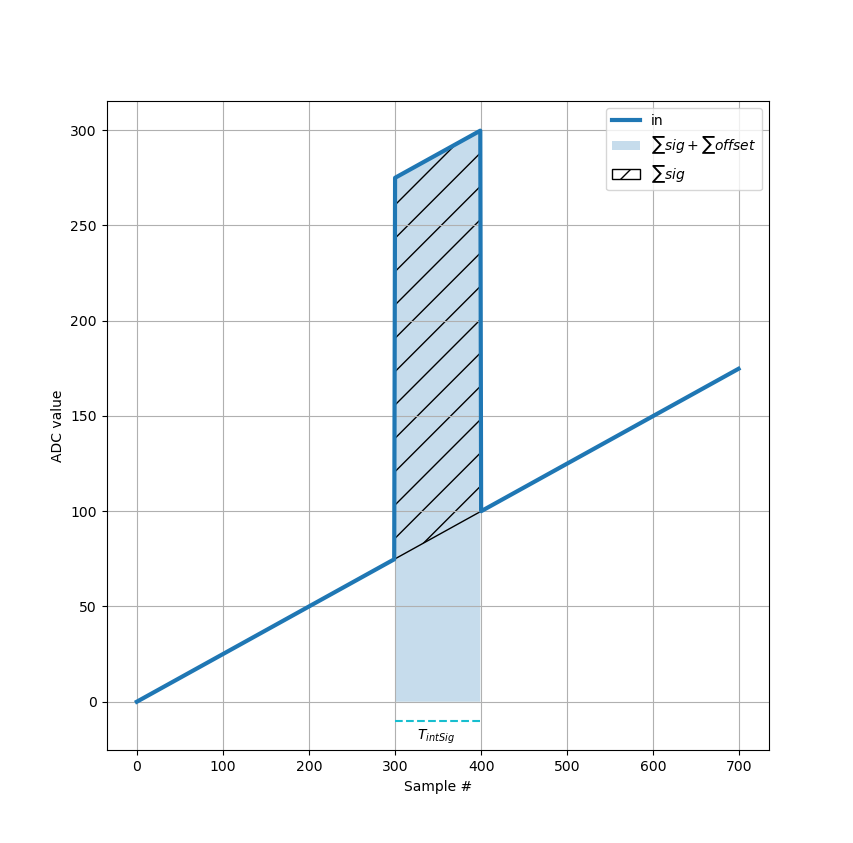 in
∑sig + ∑offset
∑sig
300
250
200
150
100
50
0
ADC value
T_intSig
0 100 200 300 400 500 600 700
Sample #